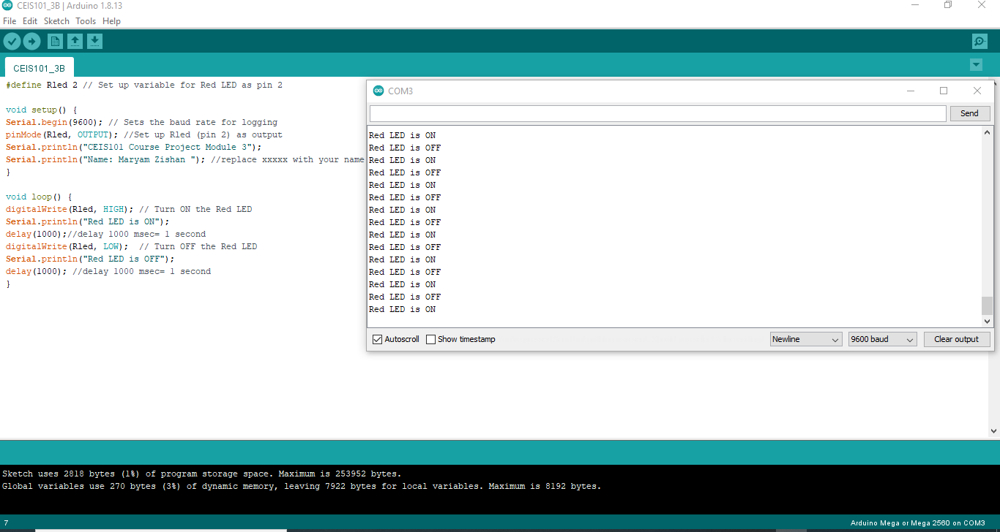 CEIS101_3B | Arduino 1.8.13
File Edit Sketch Tools Help
CEIS101_3B
#define Rled 2 // Set up variable for Red LED as pin 2
void setup() {
Serial.begin(9600); // Sets the baud rate for logging
pinMode(Rled, OUTPUT); //Set up Rled (pin 2) as output
Serial.println("CEIS101 Course Project Module 3");
Serial.println("Name: Maryam Zishan "); //replace xxxxx with your name
}
void loop() {
digitalWrite(Rled, HIGH); // Turn ON the Red LED
Serial.println("Red LED is ON");
delay(1000);//delay 1000 msec= 1 second
digitalWrite(Rled, LOW);  // Turn OFF the Red LED
Serial.println("Red LED is OFF");
delay(1000); //delay 1000 msec= 1 second
}
COM3
Send
Red LED is ON
Red LED is OFF
Red LED is ON
Red LED is OFF
Red LED is ON
Red LED is OFF
Red LED is ON
Red LED is OFF
Red LED is ON
Red LED is OFF
Red LED is ON
Red LED is OFF
Red LED is ON
Red LED is OFF
Red LED is ON
Autoscroll Show timestamp Newline 9600 baud Clear output
Sketch uses 2818 bytes (1%) of program storage space. Maximum is 253952 bytes.
Global variables use 270 bytes (3%) of dynamic memory, leaving 7922 bytes for local variables. Maximum is 8192 bytes.
7 Arduino Mega or Mega 2560 on COM3